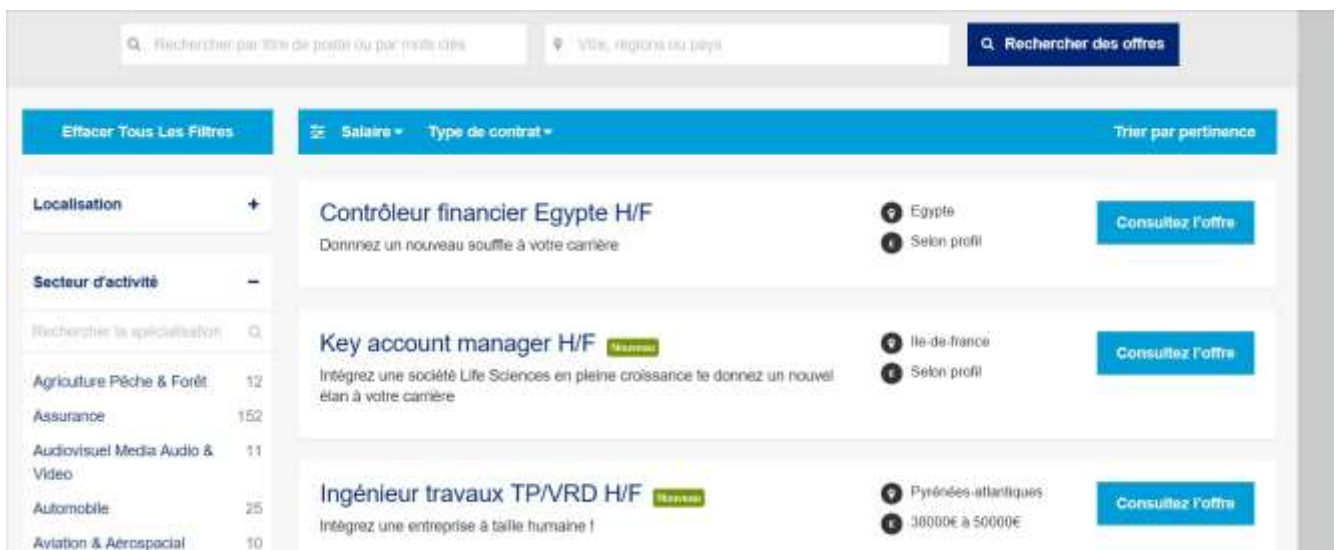 Rechercher par titre de poste ou par mots clés
Ville, régions ou pays
Rechercher des offres
Effacer Tous Les Filtres
Salaire
Type de contrat
Trier par pertinence
Localisation +
Secteur d'activité −
Rechercher la spécialisation
Agriculture Pêche & Forêt 12
Assurance 152
Audiovisuel Media Audio & 11
Video
Automobile 25
Aviation & Aérospacial 10
Contrôleur financier Egypte H/F
Donnnez un nouveau souffle à votre carrière
Egypte
Selon profil
Consultez l'offre
Key account manager H/F Nouveau
Intégrez une société Life Sciences en pleine croissance te donnez un nouvel
élan à votre carrière
Ile-de-france
Selon profil
Consultez l'offre
Ingénieur travaux TP/VRD H/F Nouveau
Intégrez une entreprise à taille humaine !
Pyrénées-atlantiques
38000€ à 50000€
Consultez l'offre